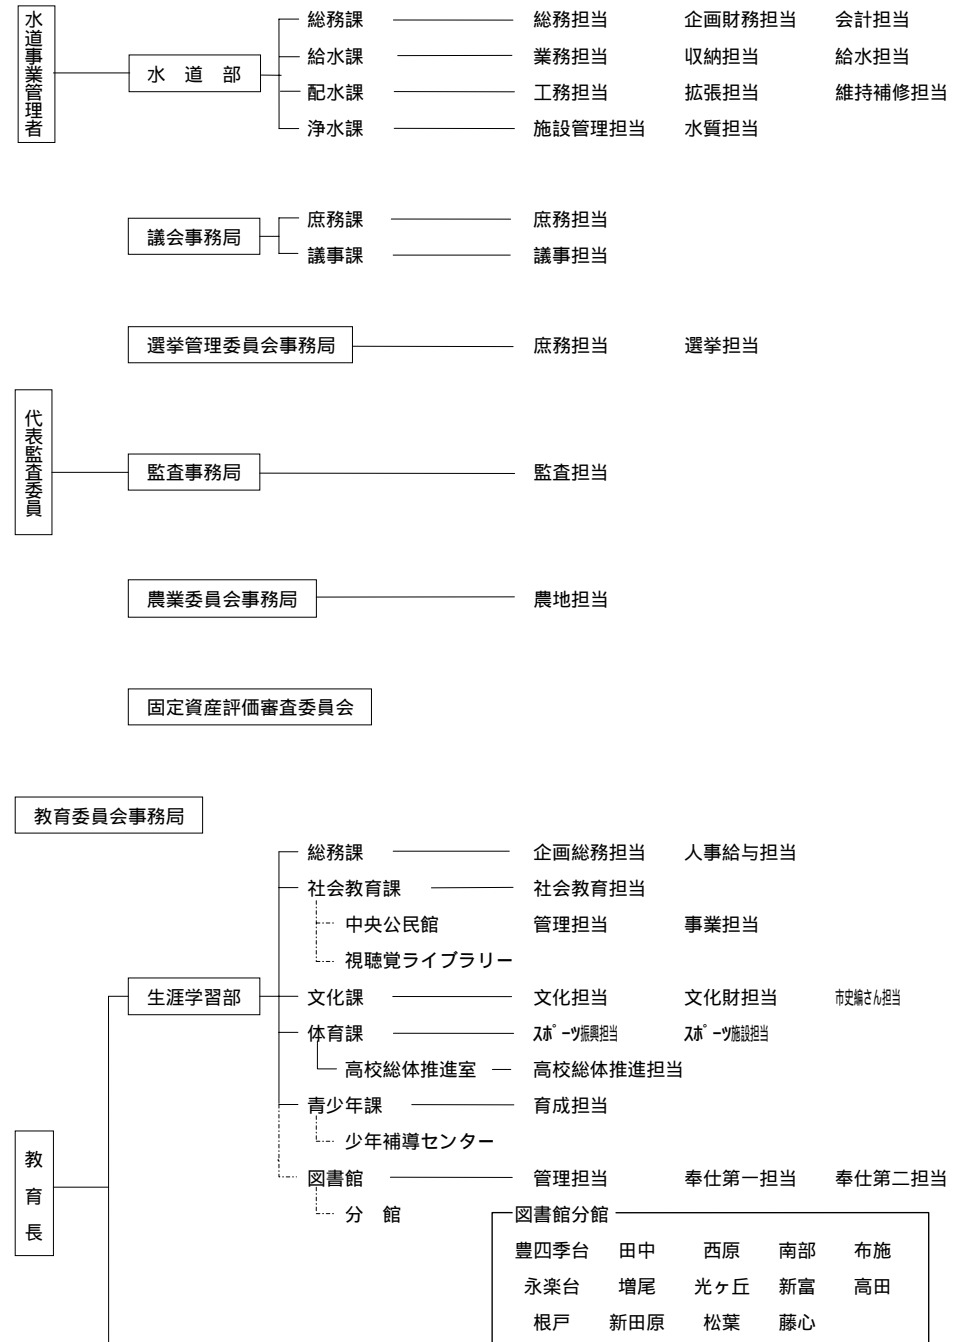 水道事業管理者
総務課 総務担当 企画財務担当 会計担当
給水課 業務担当 収納担当 給水担当
水道部
配水課 工務担当 拡張担当 維持補修担当
浄水課 施設管理担当 水質担当
庶務課 庶務担当
議会事務局
議事課 議事担当
選挙管理委員会事務局 庶務担当 選挙担当
代表監査委員
監査事務局 監査担当
農業委員会事務局 農地担当
固定資産評価審査委員会
教育委員会事務局
総務課 企画総務担当 人事給与担当
社会教育課 社会教育担当
中央公民館 管理担当 事業担当
視聴覚ライブラリー
生涯学習部 文化課 文化担当 文化財担当 市史編さん担当
体育課 スポーツ振興担当 スポーツ施設担当
高校総体推進室 高校総体推進担当
青少年課 育成担当
少年補導センター
教育長
図書館 管理担当 奉仕第一担当 奉仕第二担当
分館 図書館分館
豊四季台 田中 西原 南部 布施
永楽台 増尾 光ヶ丘 新富 高田
根戸 新田原 松葉 藤心